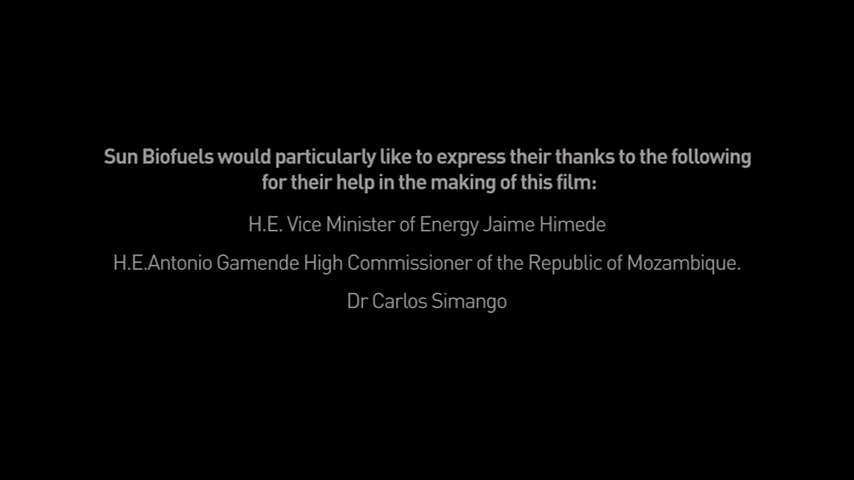 Sun Biofuels would particularly like to express their thanks to the following
for their help in the making of this film:
H.E. Vice Minister of Energy Jaime Himede
H.E.Antonio Gamende High Commissioner of the Republic of Mozambique.
Dr Carlos Simango